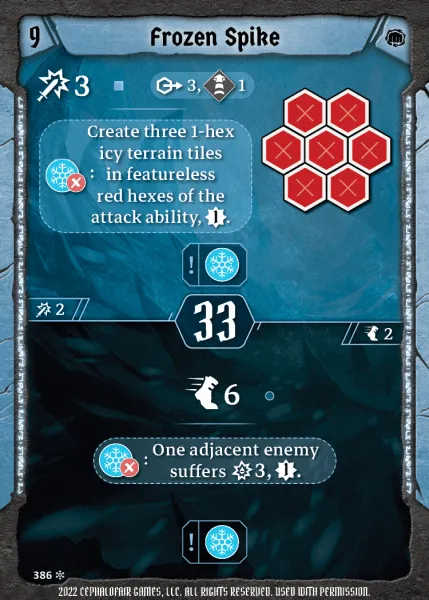 9
Frozen Spike
3
3, 1
Create three 1-hex
icy terrain tiles
: in featureless
red hexes of the
attack ability, 1.
!
2
33
2
6
: One adjacent enemy
suffers 3, 1.
!
386
2022 CEPHALOFAIR GAMES, LLC. ALL RIGHTS RESERVED. USED WITH PERMISSION.